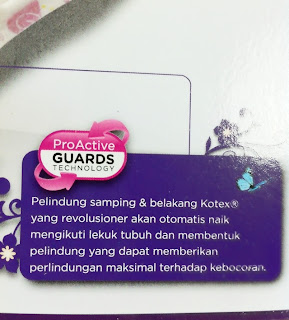 ProActive
GUARDS
TECHNOLOGY
Pelindung samping & belakang Kotex®
yang revolusioner akan otomatis naik
mengikuti lekuk tubuh dan membentuk
pelindung yang dapat memberikan
perlindungan maksimal terhadap kebocoran.